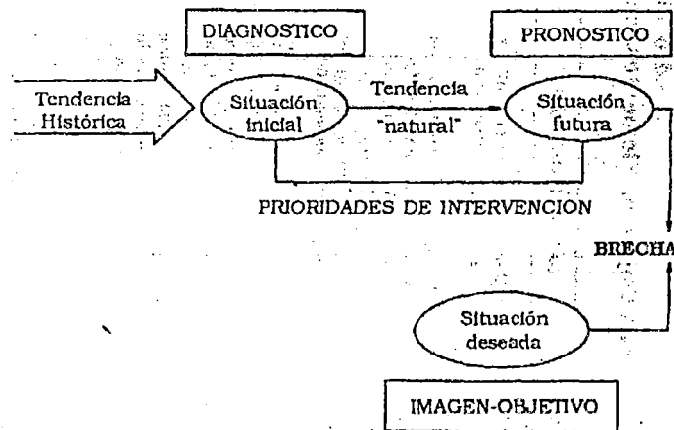 DIAGNOSTICO
PRONOSTICO
Tendencia
Histórica
Situación
inicial
Tendencia
"natural"
Situación
futura
PRIORIDADES DE INTERVENCION
BRECHA
Situación
deseada
IMAGEN-OBJETIVO